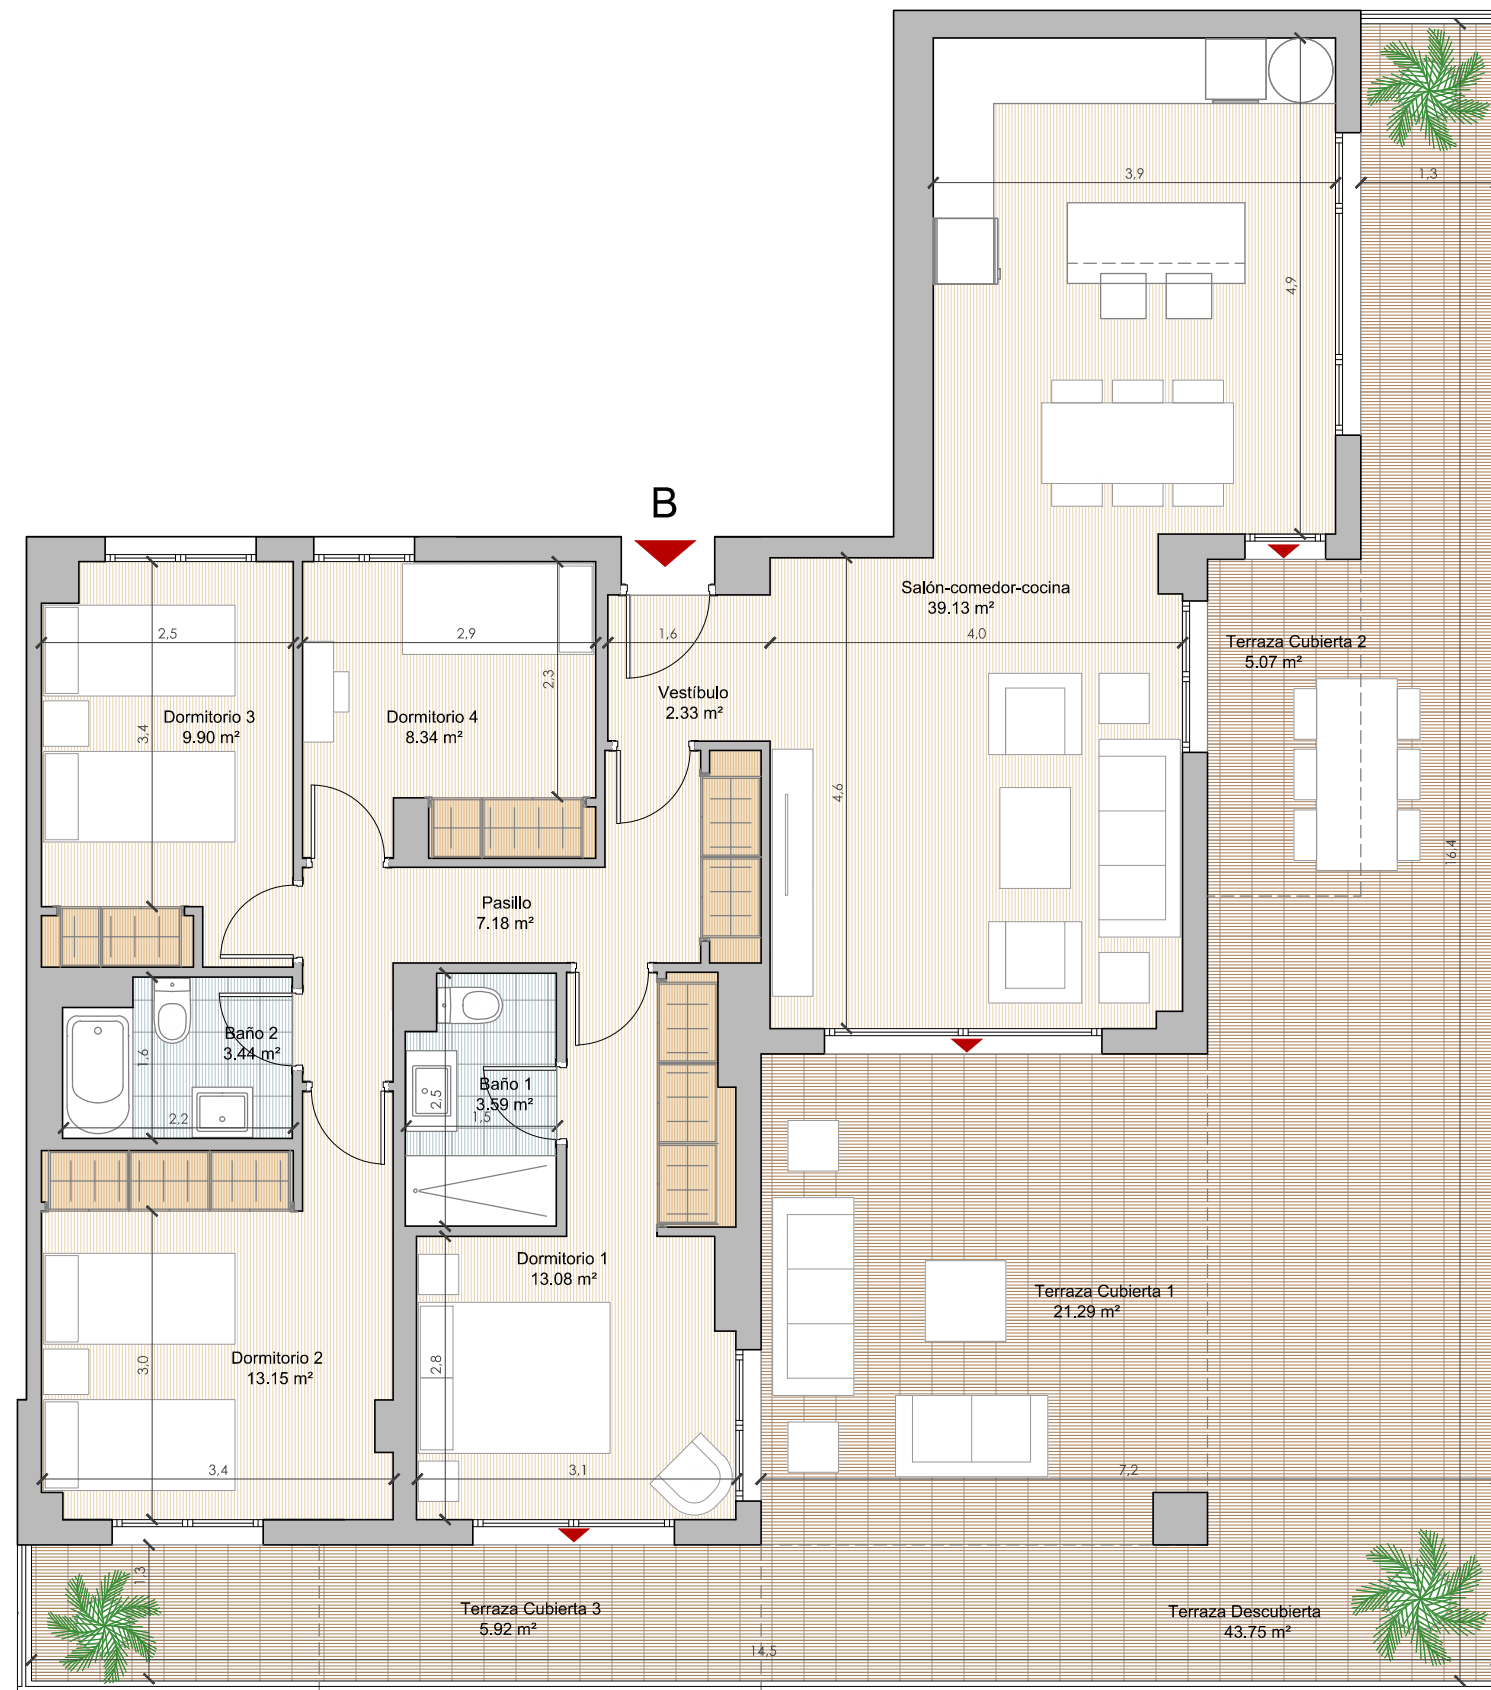 3,9
1,3
4,9
B
Salón-comedor-cocina
39.13 m²
2,5
2,9
1,6
4,0
Terraza Cubierta 2
5.07 m²
2,3
Vestíbulo
2.33 m²
Dormitorio 3
9.90 m²
3,4
Dormitorio 4
8.34 m²
4,6
16,4
Pasillo
7.18 m²
Baño 2
3.44 m²
1,6
2,2
Baño 1
3.59 m²
2,5
1,5
Dormitorio 1
13.08 m²
Terraza Cubierta 1
21.29 m²
Dormitorio 2
13.15 m²
3,0
2,8
3,4
3,1
7,2
1,3
Terraza Cubierta 3
5.92 m²
Terraza Descubierta
43.75 m²
14,5